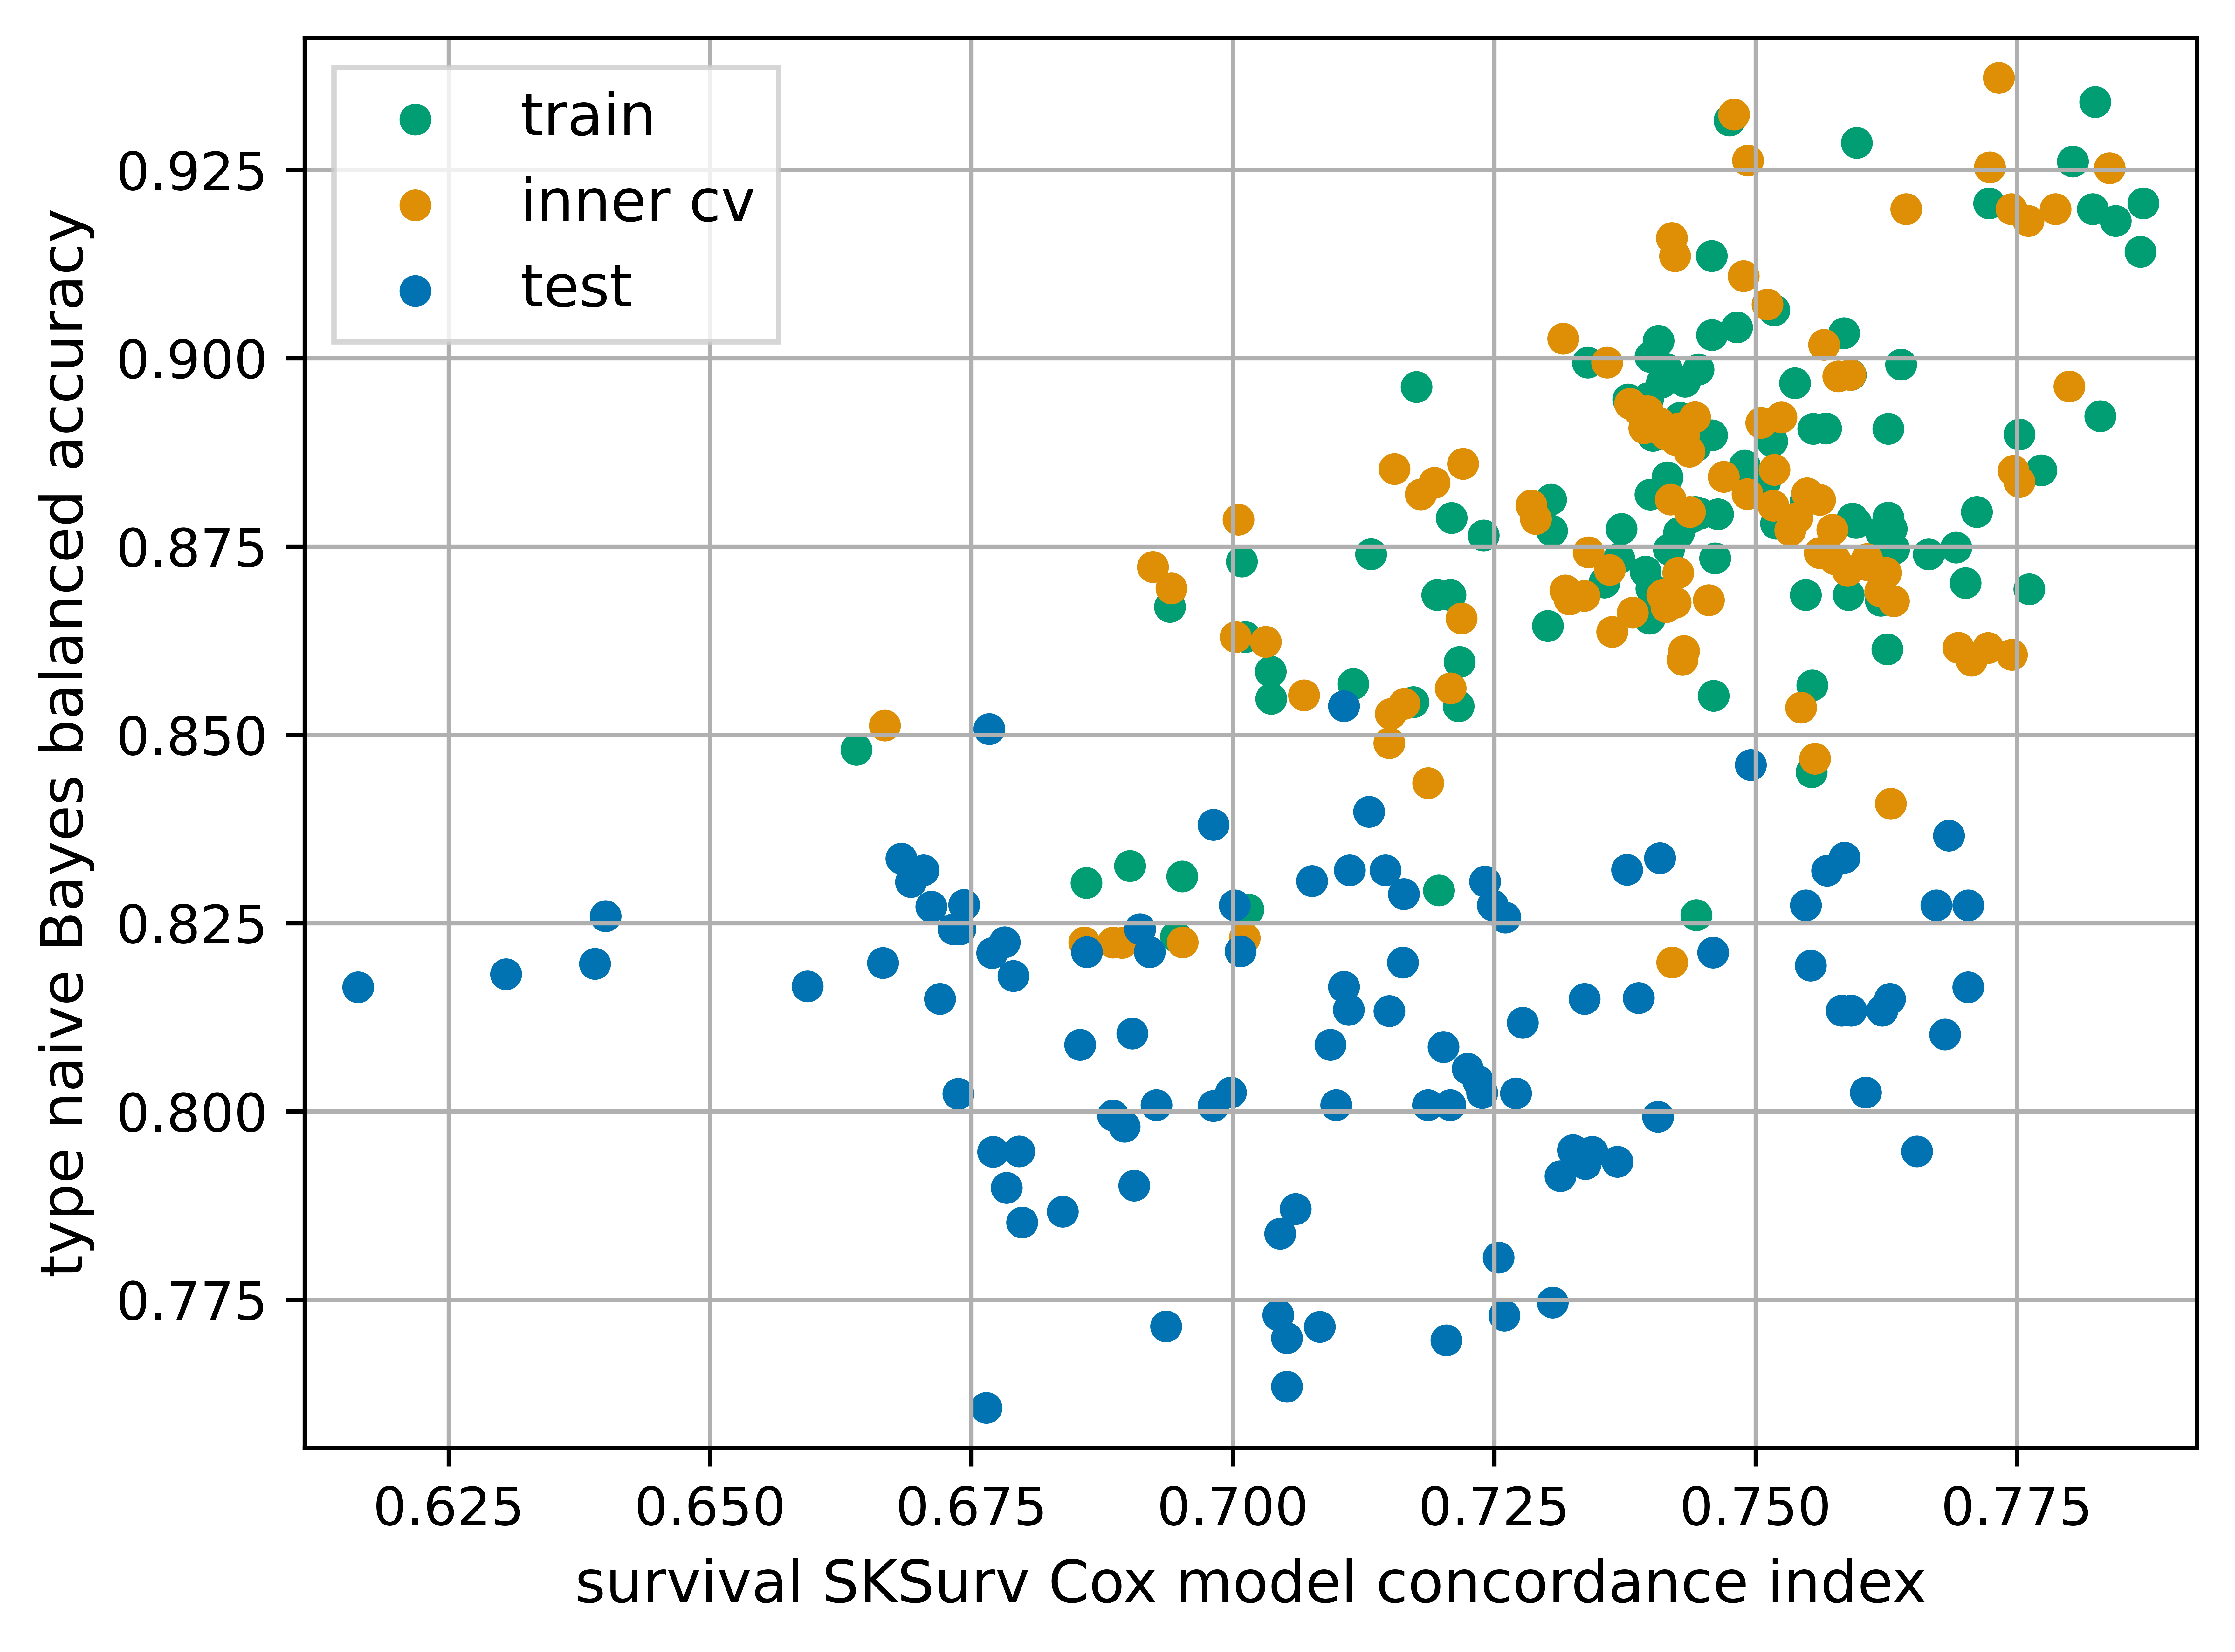 train
inner cv
test
type naive Bayes balanced accuracy
0.925
0.900
0.875
0.850
0.825
0.800
0.775
0.625 0.650 0.675 0.700 0.725 0.750 0.775
survival SKSurv Cox model concordance index